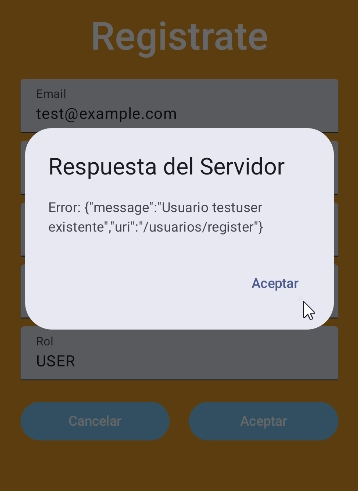 Registrate
Email
test@example.com
Respuesta del Servidor
Error: {"message":"Usuario testuser
existente","uri":"/usuarios/register"}
Aceptar
Rol
USER
Cancelar
Aceptar